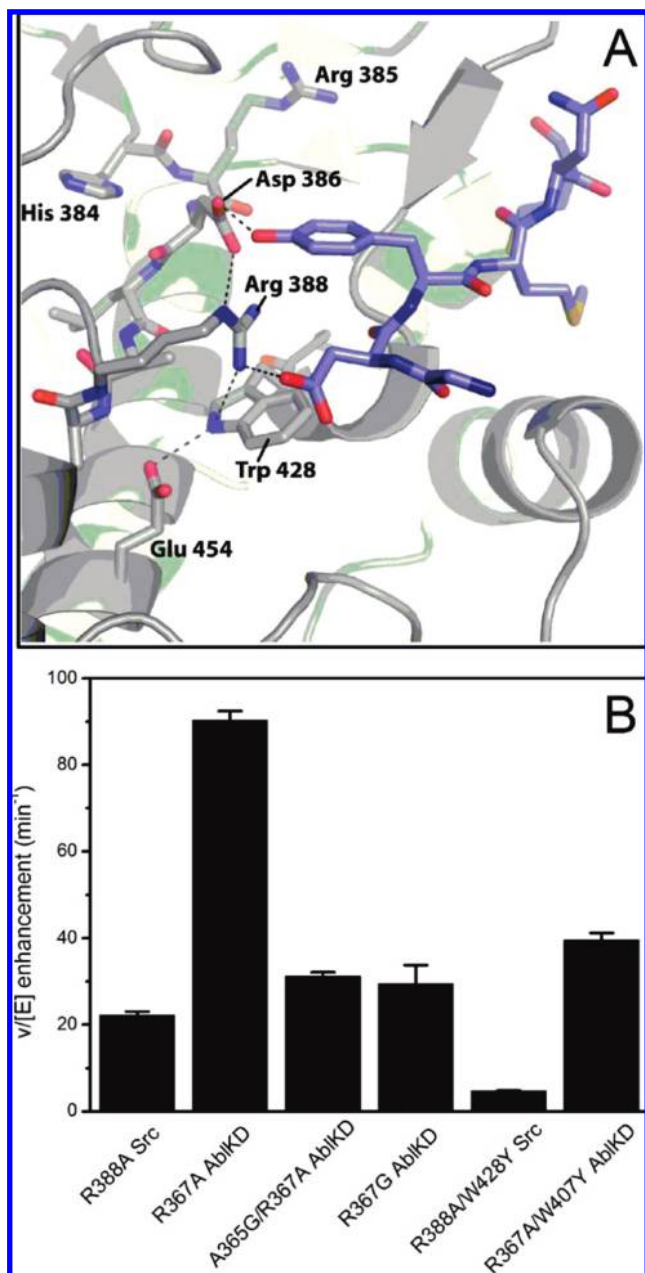 A
Arg 385
Asp 386
His 384
Arg 388
Trp 428
Glu 454
B
v/[E] enhancement (min⁻¹)
100
80
60
40
20
0
R388A Src
R367A AblKD
A365G/R367A AblKD
R367G AblKD
R388A/W428Y Src
R367A/W407Y AblKD